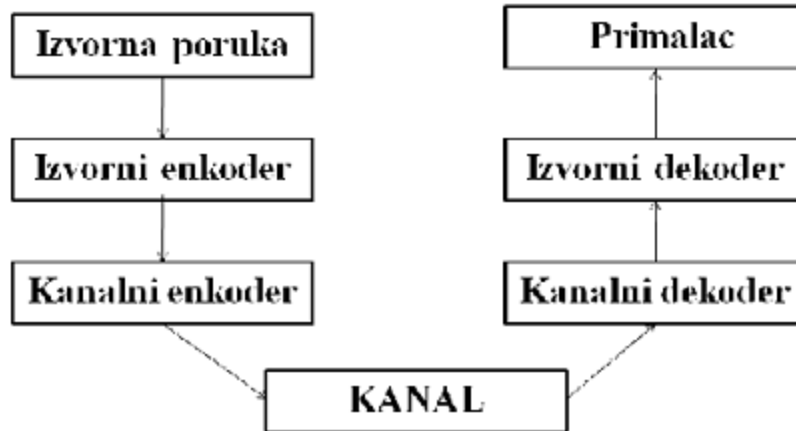 Izvorna poruka
Izvorni enkoder
Kanalni enkoder
KANAL
Kanalni dekoder
Izvorni dekoder
Primalac